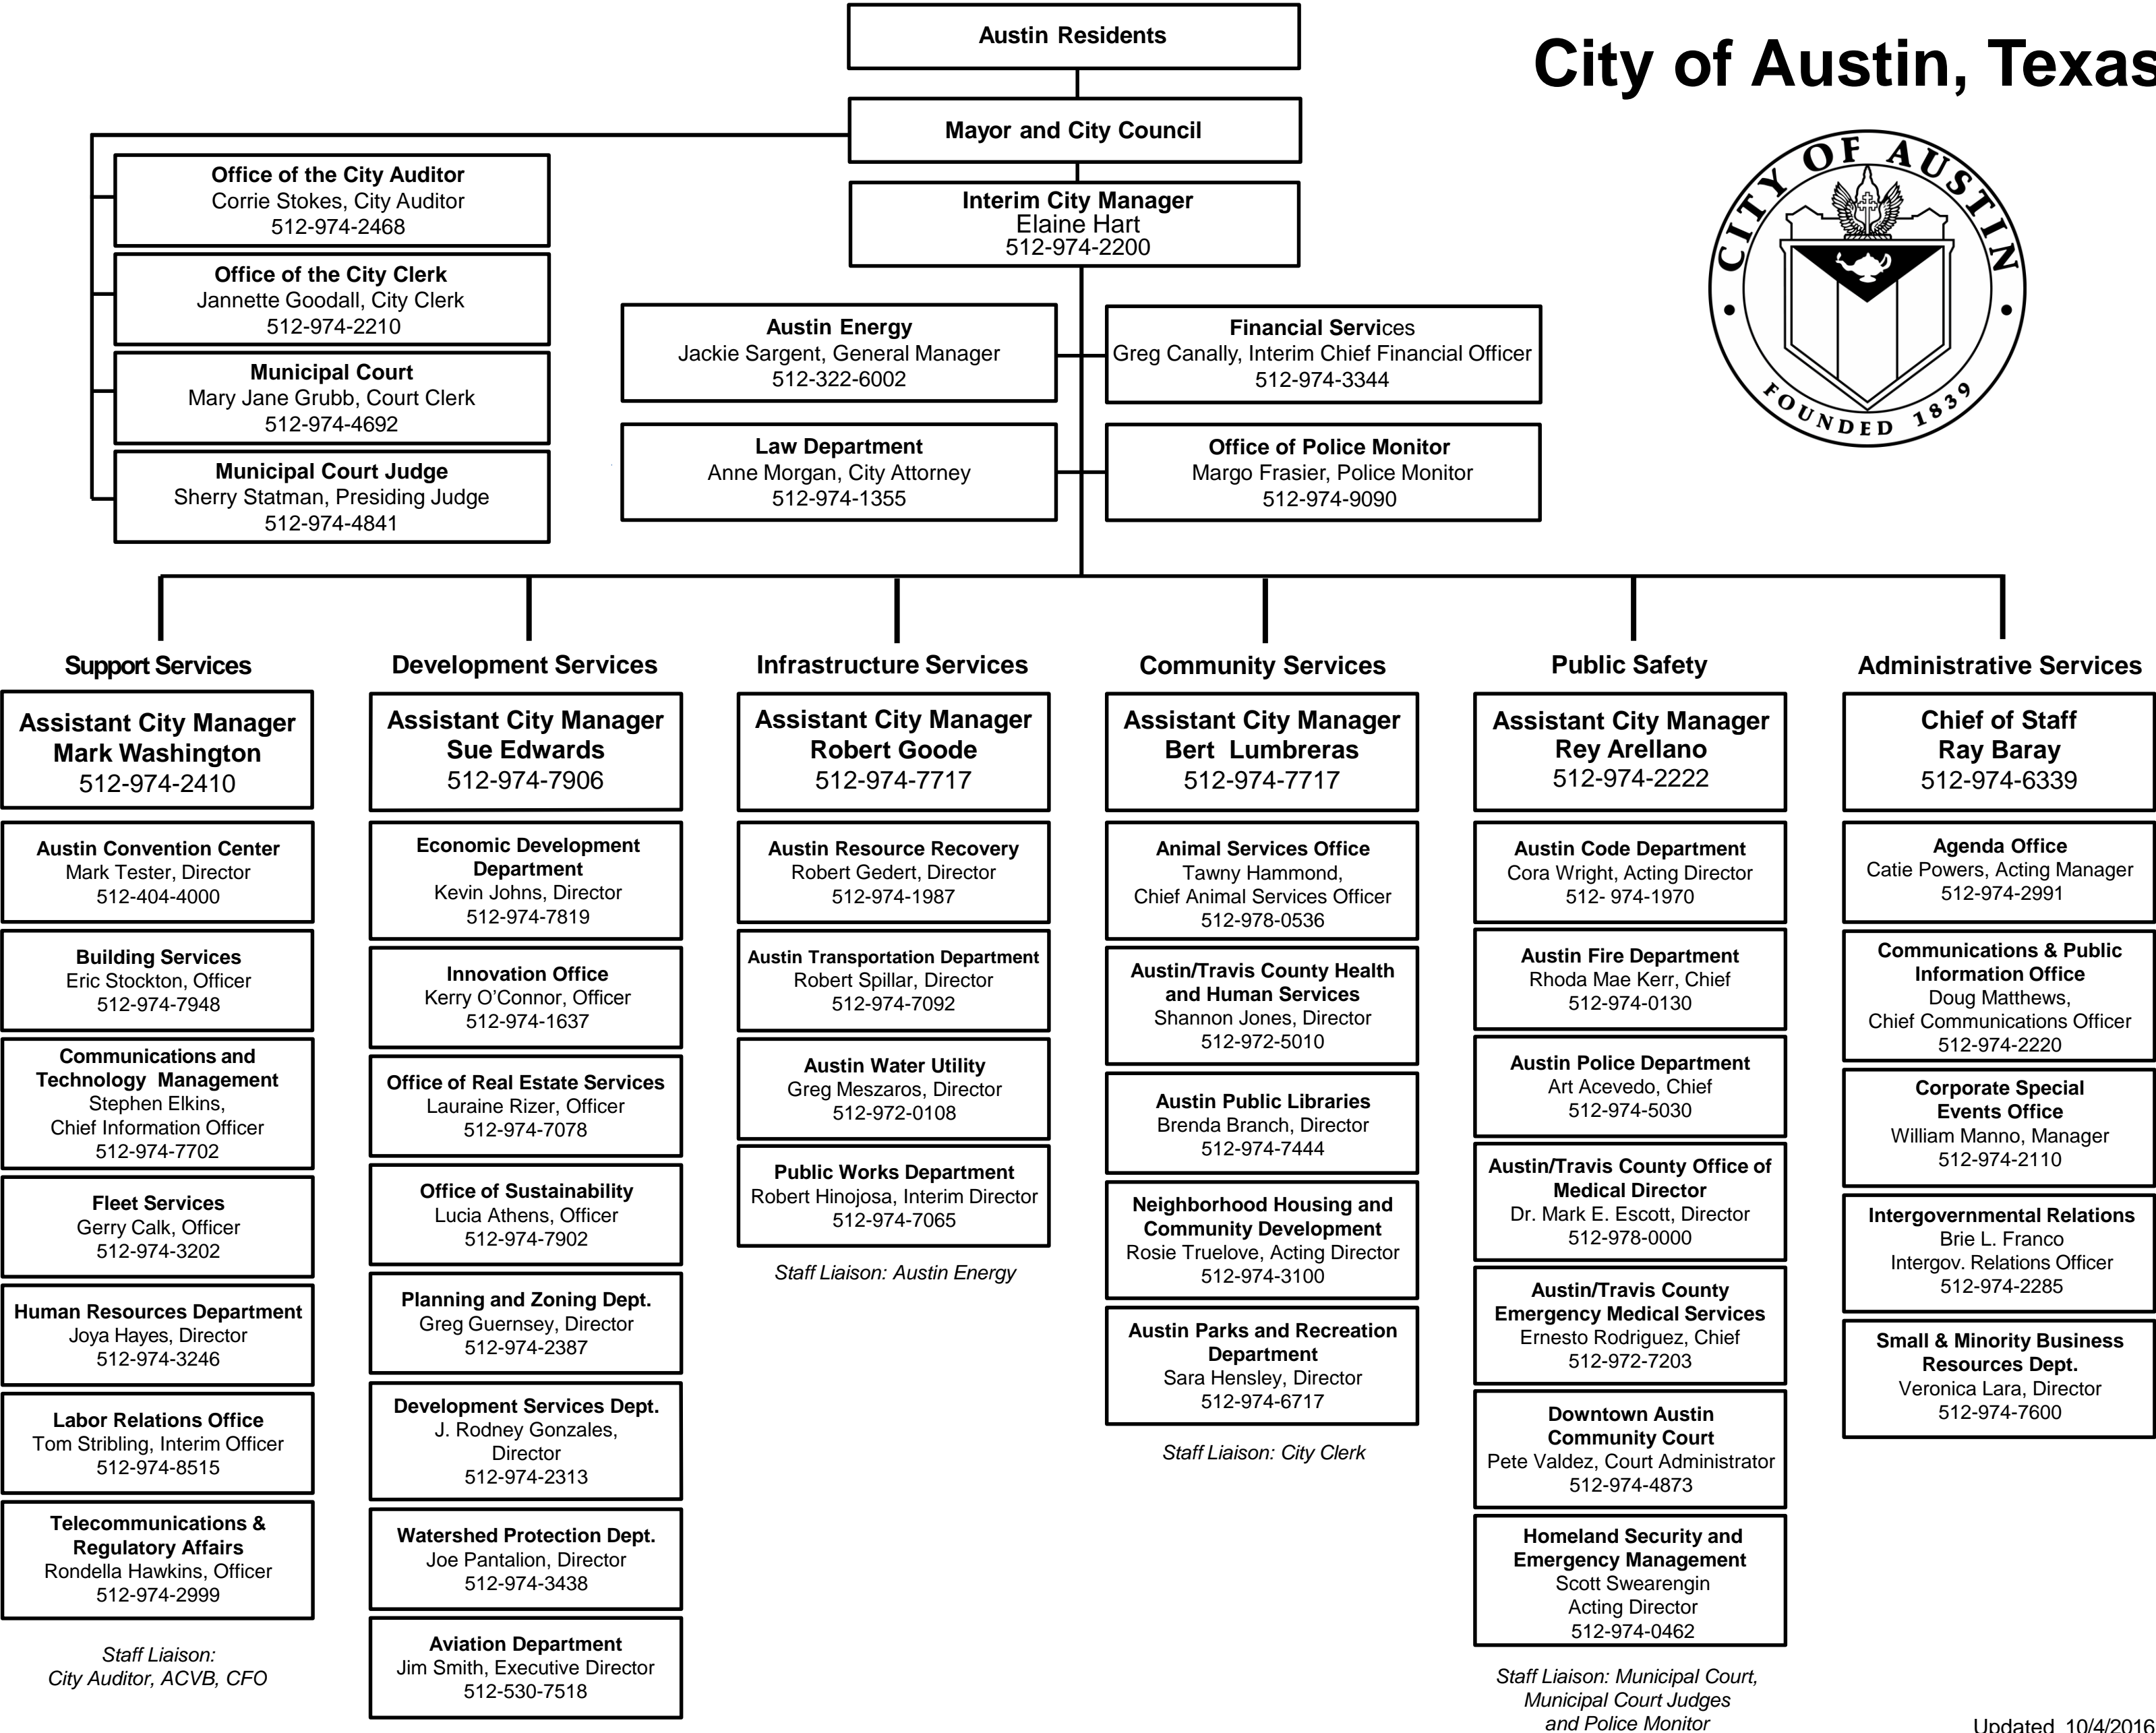 Austin Residents
City of Austin, Texas
Mayor and City Council
Interim City Manager
Elaine Hart
512-974-2200
CITY OF AUSTIN
FOUNDED 1839
Office of the City Auditor
Corrie Stokes, City Auditor
512-974-2468
Office of the City Clerk
Jannette Goodall, City Clerk
512-974-2210
Municipal Court
Mary Jane Grubb, Court Clerk
512-974-4692
Municipal Court Judge
Sherry Statman, Presiding Judge
512-974-4841
Austin Energy
Jackie Sargent, General Manager
512-322-6002
Financial Services
Greg Canally, Interim Chief Financial Officer
512-974-3344
Law Department
Anne Morgan, City Attorney
512-974-1355
Office of Police Monitor
Margo Frasier, Police Monitor
512-974-9090
Support Services
Assistant City Manager
Mark Washington
512-974-2410
Austin Convention Center
Mark Tester, Director
512-404-4000
Building Services
Eric Stockton, Officer
512-974-7948
Communications and
Technology Management
Stephen Elkins,
Chief Information Officer
512-974-7702
Fleet Services
Gerry Calk, Officer
512-974-3202
Human Resources Department
Joya Hayes, Director
512-974-3246
Labor Relations Office
Tom Stribling, Interim Officer
512-974-8515
Telecommunications &
Regulatory Affairs
Rondella Hawkins, Officer
512-974-2999
Staff Liaison:
City Auditor, ACVB, CFO
Development Services
Assistant City Manager
Sue Edwards
512-974-7906
Economic Development
Department
Kevin Johns, Director
512-974-7819
Innovation Office
Kerry O’Connor, Officer
512-974-1637
Office of Real Estate Services
Lauraine Rizer, Officer
512-974-7078
Office of Sustainability
Lucia Athens, Officer
512-974-7902
Planning and Zoning Dept.
Greg Guernsey, Director
512-974-2387
Development Services Dept.
J. Rodney Gonzales,
Director
512-974-2313
Watershed Protection Dept.
Joe Pantalion, Director
512-974-3438
Aviation Department
Jim Smith, Executive Director
512-530-7518
Infrastructure Services
Assistant City Manager
Robert Goode
512-974-7717
Austin Resource Recovery
Robert Gedert, Director
512-974-1987
Austin Transportation Department
Robert Spillar, Director
512-974-7092
Austin Water Utility
Greg Meszaros, Director
512-972-0108
Public Works Department
Robert Hinojosa, Interim Director
512-974-7065
Staff Liaison: Austin Energy
Community Services
Assistant City Manager
Bert Lumbreras
512-974-7717
Animal Services Office
Tawny Hammond,
Chief Animal Services Officer
512-978-0536
Austin/Travis County Health
and Human Services
Shannon Jones, Director
512-972-5010
Austin Public Libraries
Brenda Branch, Director
512-974-7444
Neighborhood Housing and
Community Development
Rosie Truelove, Acting Director
512-974-3100
Austin Parks and Recreation
Department
Sara Hensley, Director
512-974-6717
Staff Liaison: City Clerk
Public Safety
Assistant City Manager
Rey Arellano
512-974-2222
Austin Code Department
Cora Wright, Acting Director
512- 974-1970
Austin Fire Department
Rhoda Mae Kerr, Chief
512-974-0130
Austin Police Department
Art Acevedo, Chief
512-974-5030
Austin/Travis County Office of
Medical Director
Dr. Mark E. Escott, Director
512-978-0000
Austin/Travis County
Emergency Medical Services
Ernesto Rodriguez, Chief
512-972-7203
Downtown Austin
Community Court
Pete Valdez, Court Administrator
512-974-4873
Homeland Security and
Emergency Management
Scott Swearengin
Acting Director
512-974-0462
Staff Liaison: Municipal Court,
Municipal Court Judges
and Police Monitor
Administrative Services
Chief of Staff
Ray Baray
512-974-6339
Agenda Office
Catie Powers, Acting Manager
512-974-2991
Communications & Public
Information Office
Doug Matthews,
Chief Communications Officer
512-974-2220
Corporate Special
Events Office
William Manno, Manager
512-974-2110
Intergovernmental Relations
Brie L. Franco
Intergov. Relations Officer
512-974-2285
Small & Minority Business
Resources Dept.
Veronica Lara, Director
512-974-7600
Updated 10/4/2016